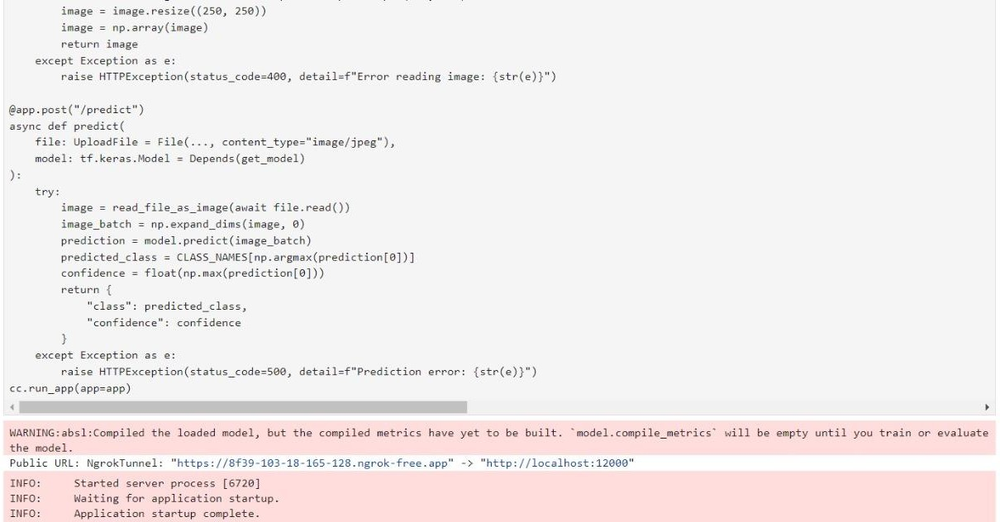 image = image.resize((250, 250))
        image = np.array(image)
        return image
    except Exception as e:
        raise HTTPException(status_code=400, detail=f"Error reading image: {str(e)}")

@app.post("/predict")
async def predict(
    file: UploadFile = File(..., content_type="image/jpeg"),
    model: tf.keras.Model = Depends(get_model)
):
    try:
        image = read_file_as_image(await file.read())
        image_batch = np.expand_dims(image, 0)
        prediction = model.predict(image_batch)
        predicted_class = CLASS_NAMES[np.argmax(prediction[0])]
        confidence = float(np.max(prediction[0]))
        return {
            "class": predicted_class,
            "confidence": confidence
        }
    except Exception as e:
        raise HTTPException(status_code=500, detail=f"Prediction error: {str(e)}")
cc.run_app(app=app)
WARNING:absl:Compiled the loaded model, but the compiled metrics have yet to be built. `model.compile_metrics` will be empty until you train or evaluate
the model.
Public URL: NgrokTunnel: "https://8f39-103-18-165-128.ngrok-free.app" -> "http://localhost:12000"
INFO:     Started server process [6720]
INFO:     Waiting for application startup.
INFO:     Application startup complete.